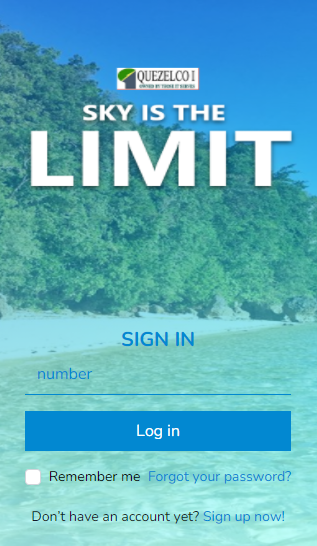 QUEZELCO I
OWNED BY THOSE IT SERVES
SKY IS THE
LIMIT
SIGN IN
number
Log in
Remember me Forgot your password?
Don't have an account yet? Sign up now!